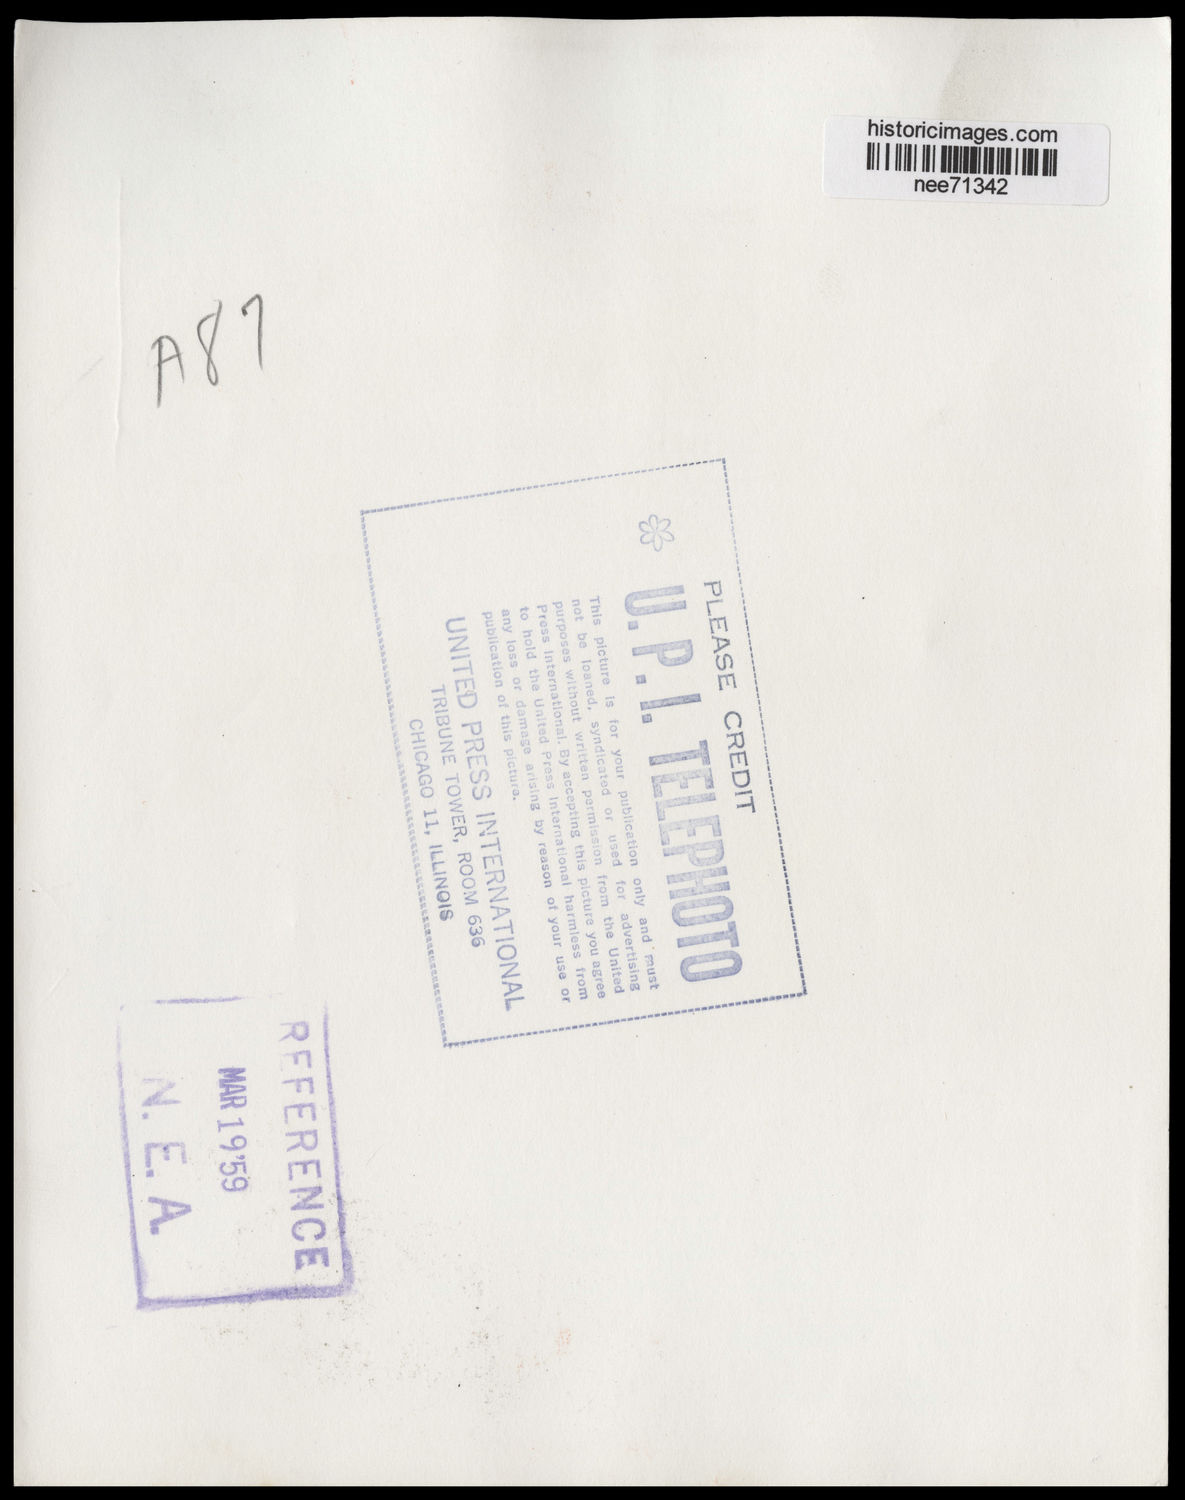 historicimages.com
nee71342
A87
PLEASE CREDIT
U.P.I. TELEPHOTO
This picture is for your publication only and must
not be loaned, syndicated or used for advertising
purposes without written permission from the United
Press International. By accepting this picture you agree
to hold the United Press International harmless from
any loss or damage arising by reason of your use or
publication of this picture.
UNITED PRESS INTERNATIONAL
TRIBUNE TOWER, ROOM 636
CHICAGO 11, ILLINOIS
REFERENCE
MAR 19'59
N. E. A.